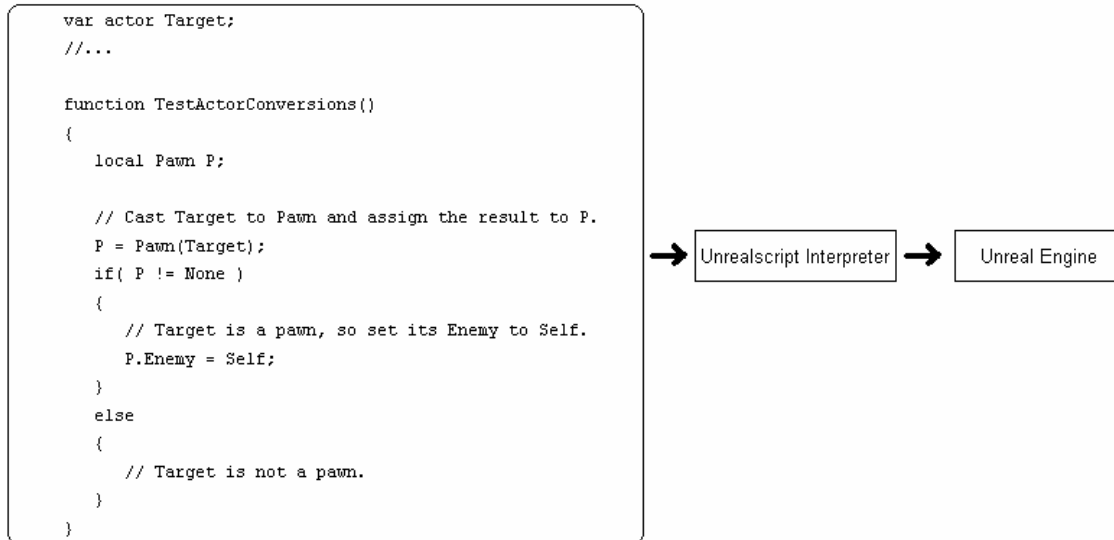 var actor Target;
//...
function TestActorConversions()
{
local Pawn P;
// Cast Target to Pawn and assign the result to P.
P = Pawn(Target);
if( P != None )
{
// Target is a pawn, so set its Enemy to Self.
P.Enemy = Self;
}
else
{
// Target is not a pawn.
}
}
Unrealscript Interpreter
Unreal Engine